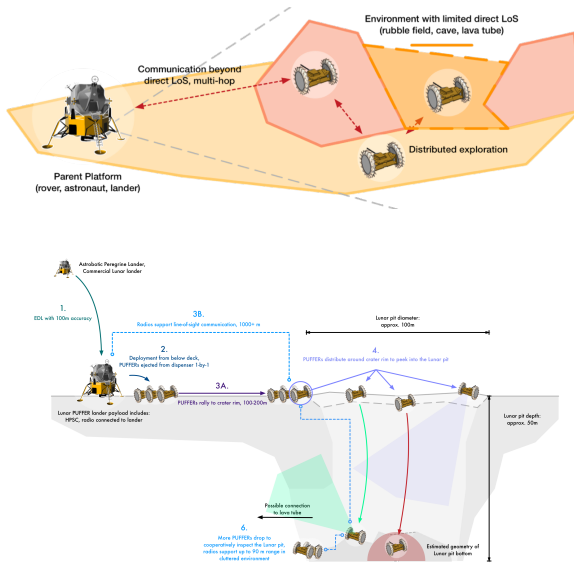 Environment with limited direct LoS
(rubble field, cave, lava tube)
Communication beyond
direct LoS, multi-hop
Distributed exploration
Parent Platform
(rover, astronaut, lander)
Astrobotic Peregrine Lander,
Commercial Lunar lander
1.
EDL with 100m accuracy
3B.
Radios support line-of-sight communication, 1000+ m
Lunar pit diameter:
approx. 100m
2.
Deployment from below deck,
PUFFERs ejected from dispenser 1-by-1
4.
PUFFERs distribute around crater rim to peek into the Lunar pit
3A.
PUFFERs rally to crater rim, 100-200m
Lunar PUFFER lander payload includes:
HPSC, radio connected to lander
Lunar pit depth:
approx. 50m
Possible connection
to lava tube
6.
More PUFFERs drop to
cooperatively inspect the Lunar pit,
radios support up to 90 m range in
cluttered environment
Estimated geometry of
Lunar pit bottom